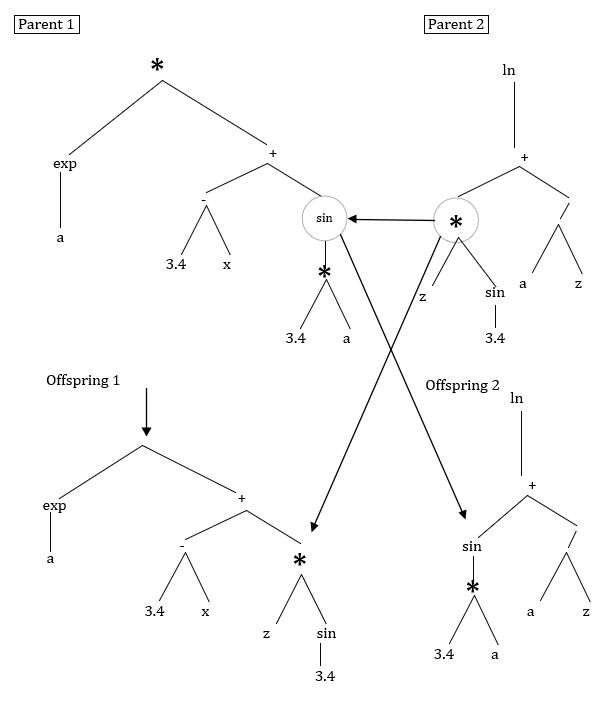 Parent 1
Parent 2
*
ln
exp
+
+
-
sin
*
/
a
3.4 x
*
z
sin
a z
3.4 a
3.4
Offspring 1
Offspring 2
ln
exp
+
+
-
*
sin
/
a
*
3.4 x
z
sin
a z
3.4
3.4 a